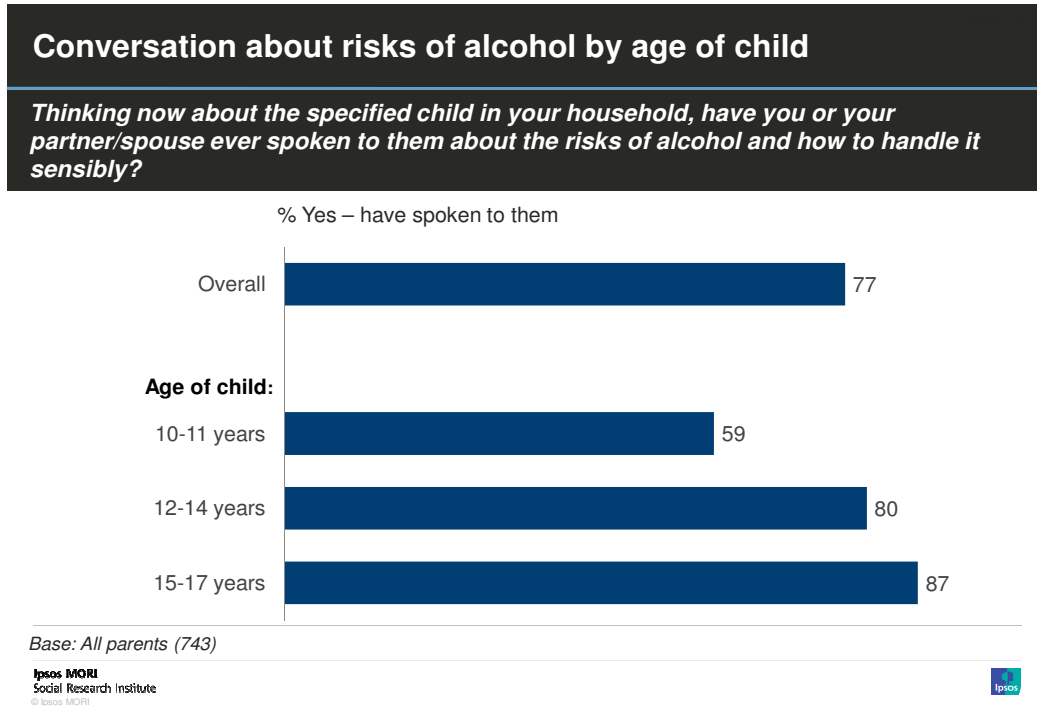 Conversation about risks of alcohol by age of child
Thinking now about the specified child in your household, have you or your
partner/spouse ever spoken to them about the risks of alcohol and how to handle it
sensibly?
% Yes – have spoken to them
Overall 77
Age of child:
10-11 years 59
12-14 years 80
15-17 years 87
Base: All parents (743)
Ipsos MORI
Social Research Institute
© Ipsos MORI
Ipsos